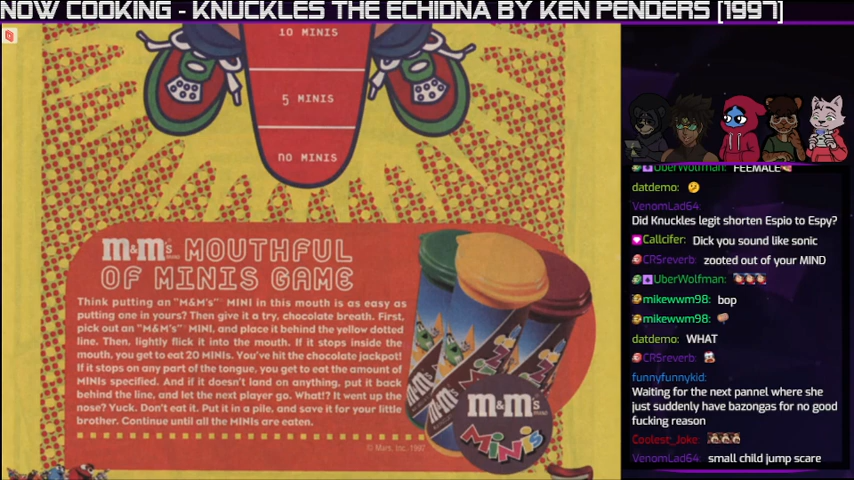 NOW COOKING - KNUCKLES THE ECHIDNA BY KEN PENDERS [1997]
10 MINIS
5 MINIS
NO MINIS
m&m's BRAND MOUTHFUL
OF MINIS GAME
Think putting an "M&M's" MINI in this mouth is as easy as
putting one in yours? Then give it a try, chocolate breath. First,
pick out an "M&M's" MINI, and place it behind the yellow dotted
line. Then, lightly flick it into the mouth. If it stops inside the
mouth, you get to eat 20 MINIs. You've hit the chocolate jackpot!
If it stops on any part of the tongue, you get to eat the amount of
MINIs specified. And if it doesn't land on anything, put it back
behind the line, and let the next player go. What!? It went up the
nose? Yuck. Don't eat it. Put it in a pile, and save it for your little
brother. Continue until all the MINIs are eaten.
© Mars, Inc. 1997
m&m's
MiNis
UberWolfman: FEEMALE
datdemo:
VenomLad64:
Did Knuckles legit shorten Espio to Espy?
Callcifer: Dick you sound like sonic
CRSreverb: zooted out of your MIND
UberWolfman:
mikewwm98: bop
mikewwm98:
datdemo: WHAT
CRSreverb:
funnyfunnykid:
Waiting for the next pannel where she
just suddenly have bazongas for no good
fucking reason
Coolest_Joke:
VenomLad64: small child jump scare